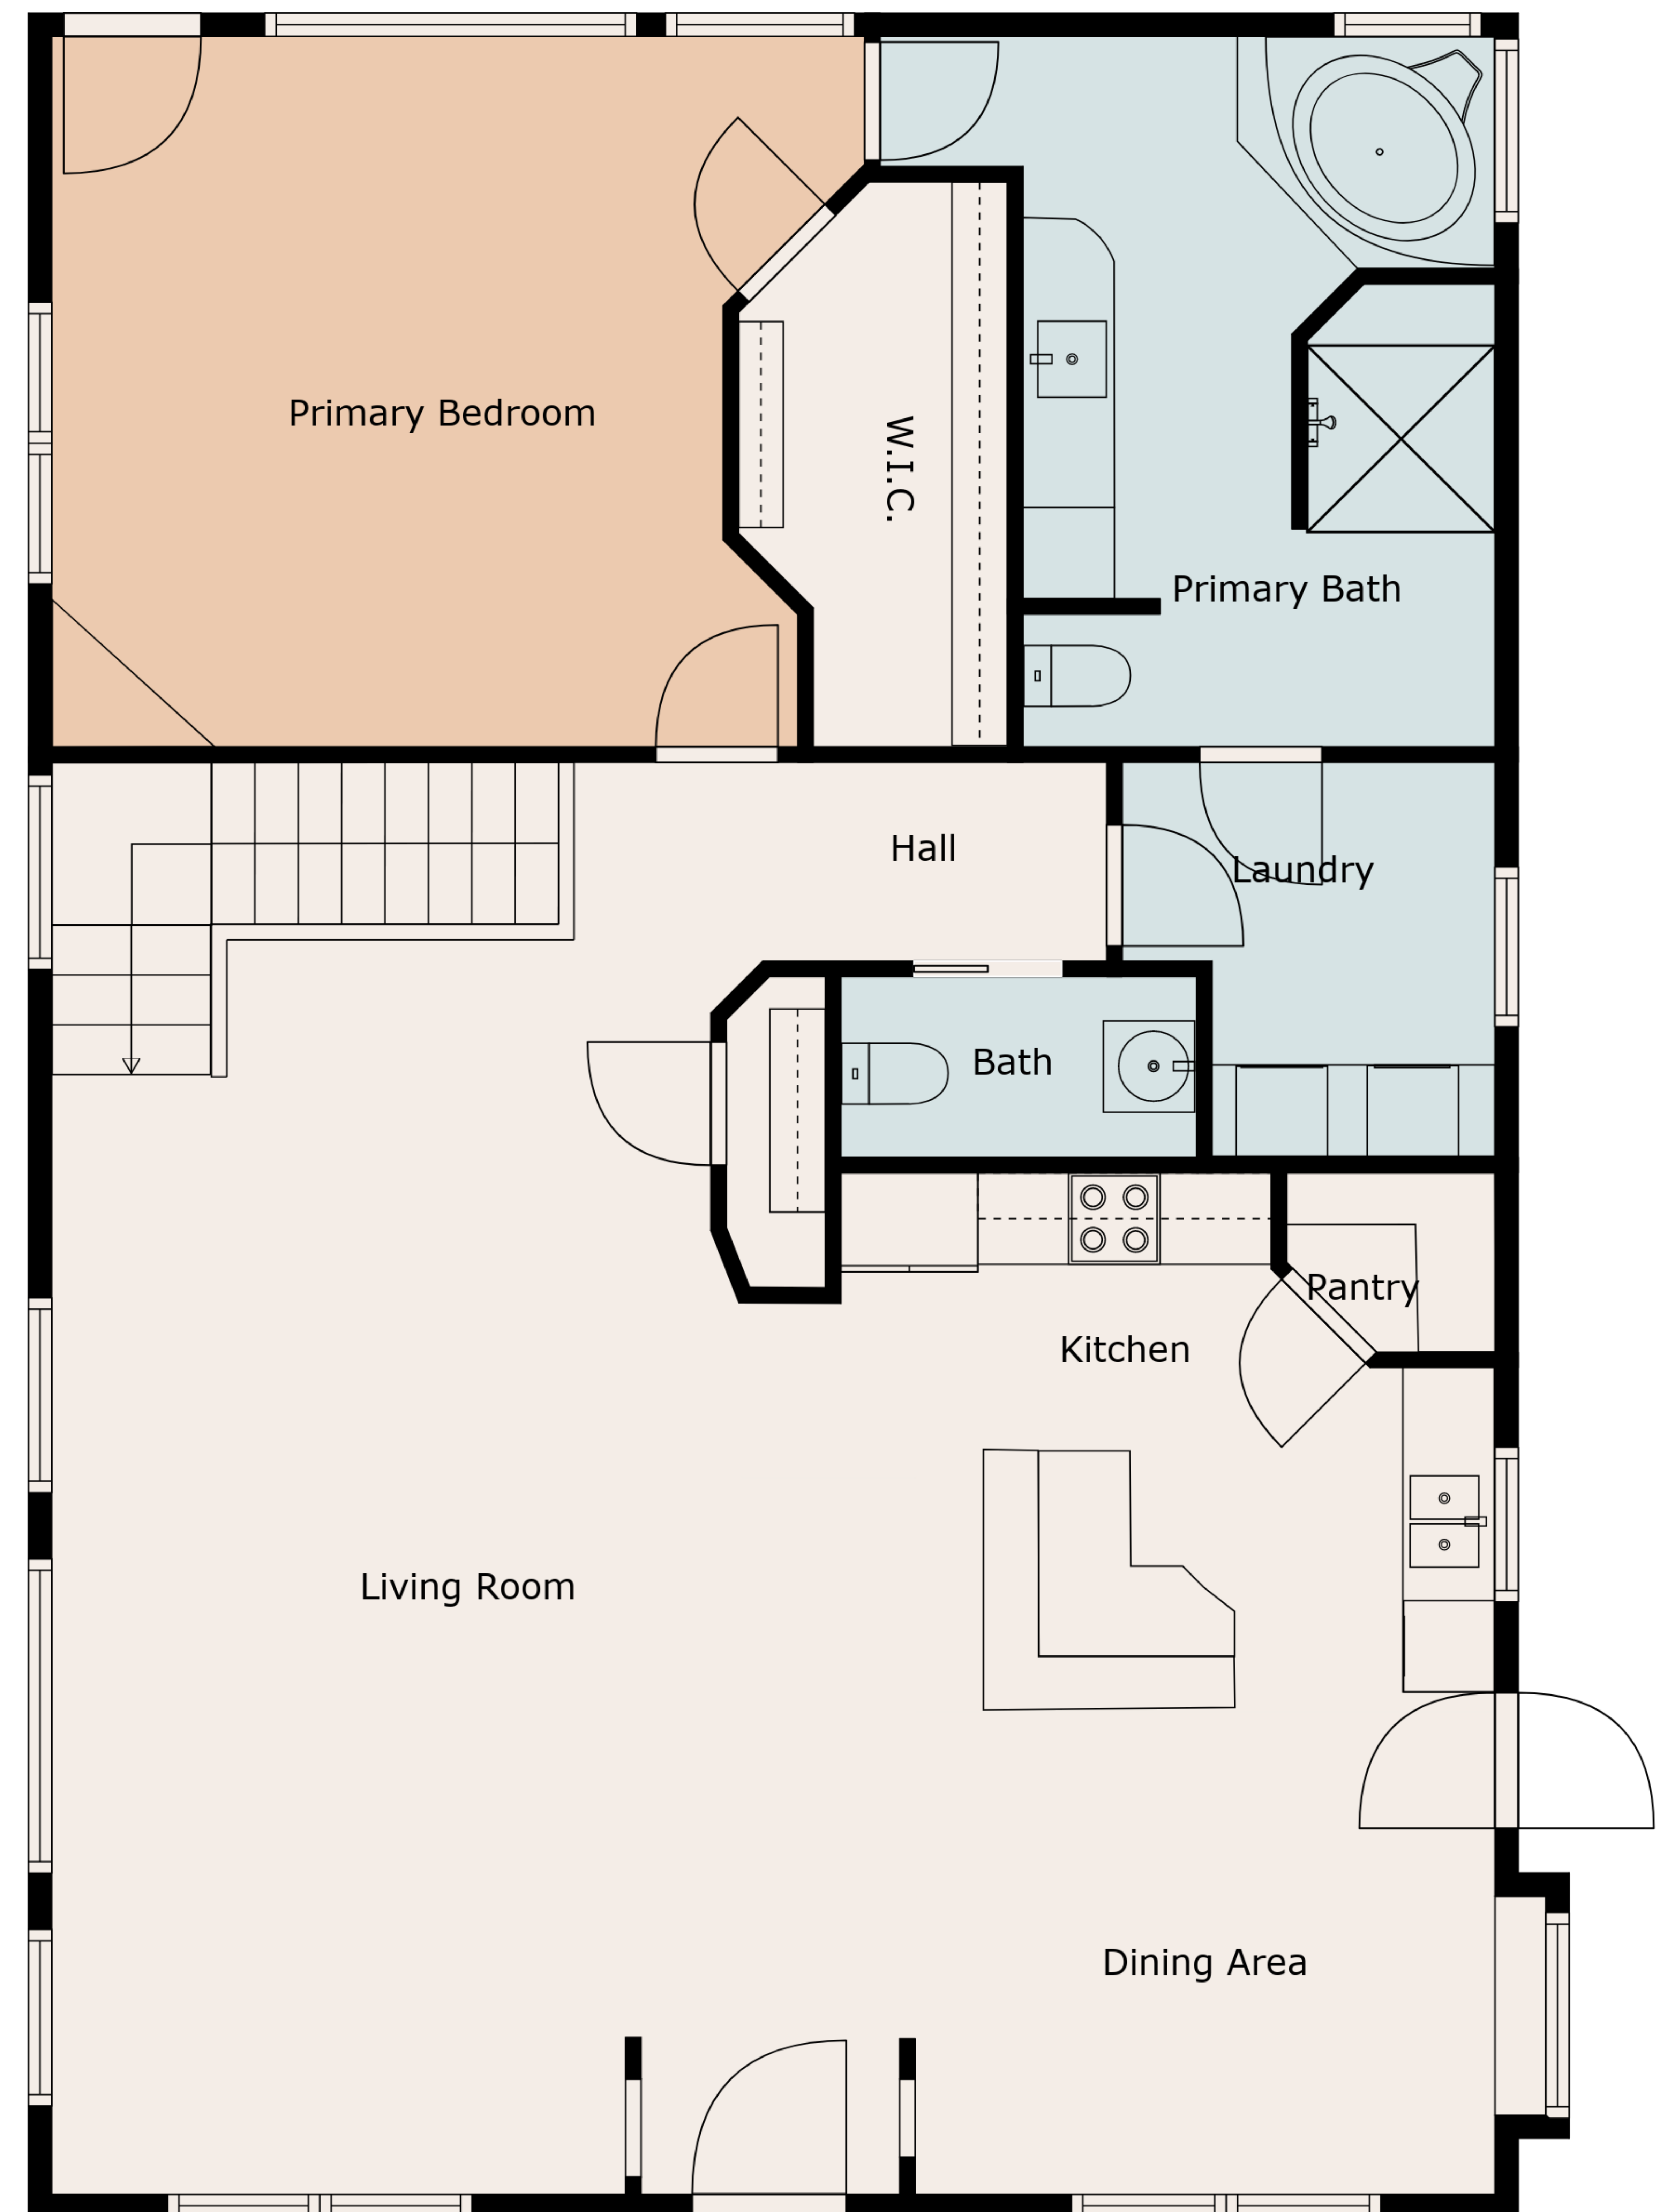 Primary Bedroom
W.I.C.
Primary Bath
Hall
Laundry
Bath
Pantry
Kitchen
Living Room
Dining Area